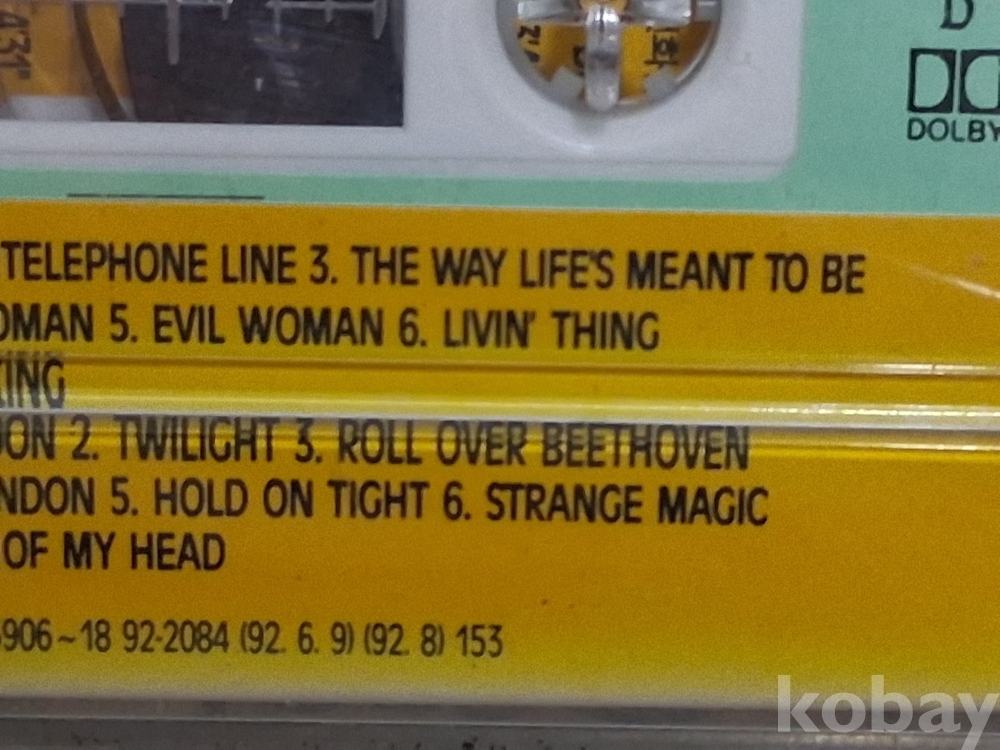 D
DOLBY
TELEPHONE LINE 3. THE WAY LIFE'S MEANT TO BE
OMAN 5. EVIL WOMAN 6. LIVIN' THING
KING
ON 2. TWILIGHT 3. ROLL OVER BEETHOVEN
NDON 5. HOLD ON TIGHT 6. STRANGE MAGIC
OF MY HEAD
906~18 92-2084 (92. 6. 9) (92. 8) 153
kobay